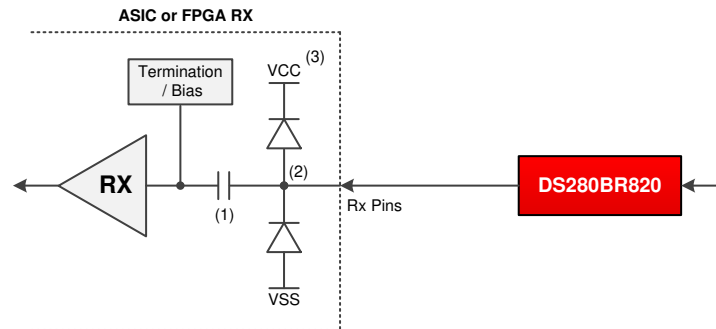 ASIC or FPGA RX
Termination
/ Bias
VCC
(3)
RX
(1)
(2)
Rx Pins
DS280BR820
VSS